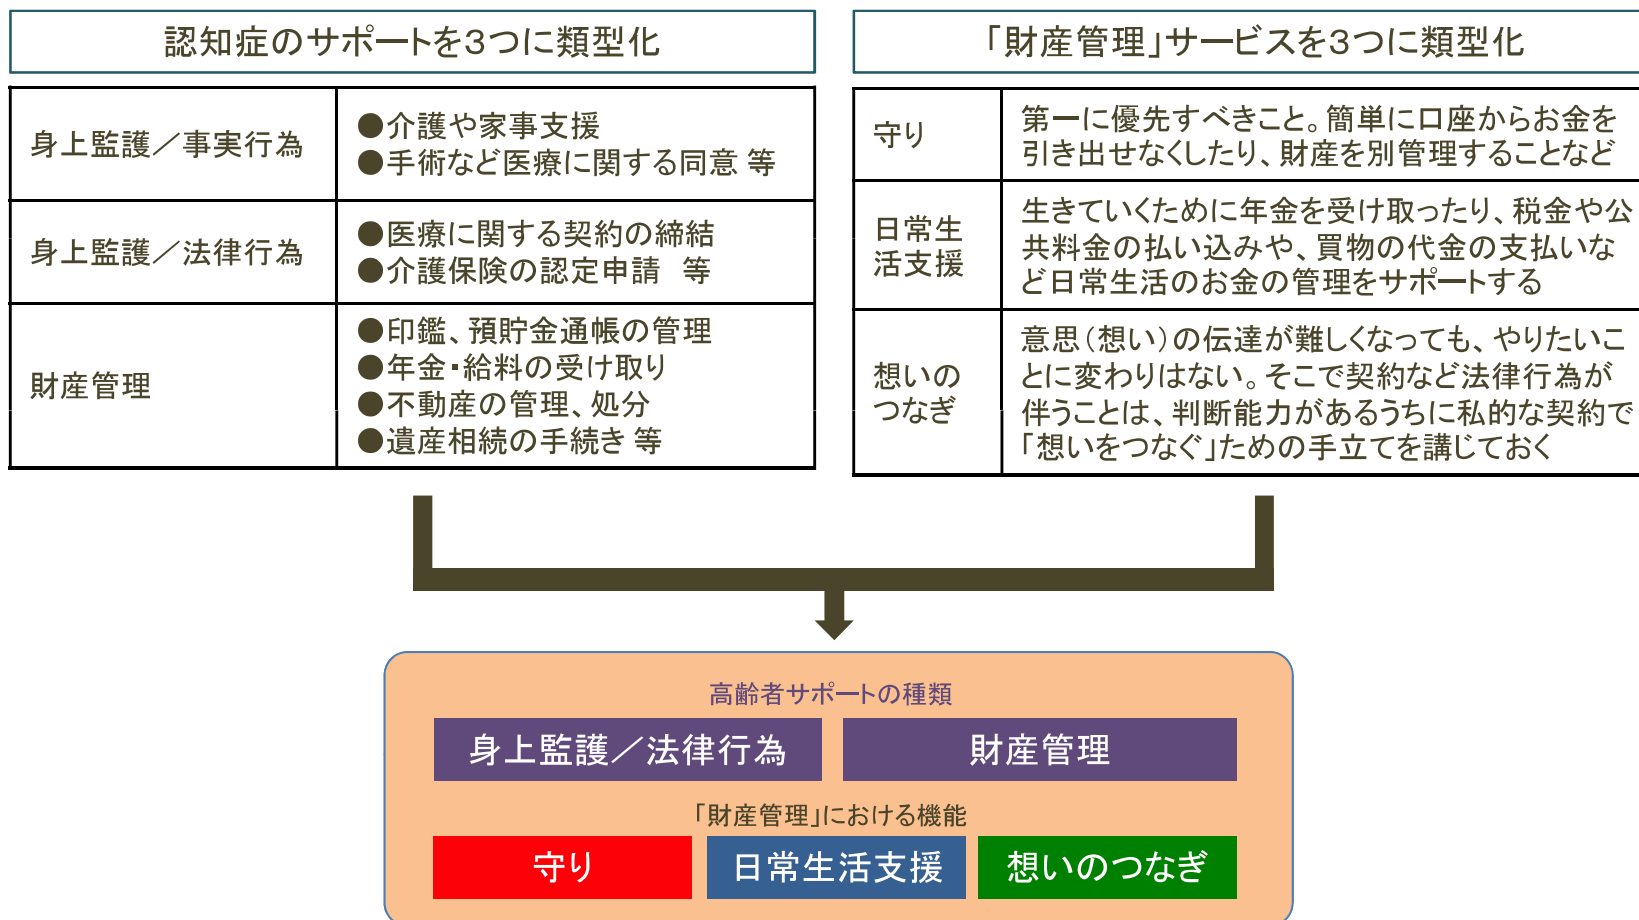 認知症のサポートを3つに類型化
身上監護／事実行為
●介護や家事支援
●手術など医療に関する同意 等
身上監護／法律行為
●医療に関する契約の締結
●介護保険の認定申請　等
財産管理
●印鑑、預貯金通帳の管理
●年金・給料の受け取り
●不動産の管理、処分
●遺産相続の手続き 等
「財産管理」サービスを3つに類型化
守り
第一に優先すべきこと。簡単に口座からお金を
引き出せなくしたり、財産を別管理することなど
日常生
活支援
生きていくために年金を受け取ったり、税金や公
共料金の払い込みや、買物の代金の支払いな
ど日常生活のお金の管理をサポートする
想いの
つなぎ
意思（想い）の伝達が難しくなっても、やりたいこ
とに変わりはない。そこで契約など法律行為が
伴うことは、判断能力があるうちに私的な契約で
「想いをつなぐ」ための手立てを講じておく
高齢者サポートの種類
身上監護／法律行為
財産管理
「財産管理」における機能
守り
日常生活支援
想いのつなぎ